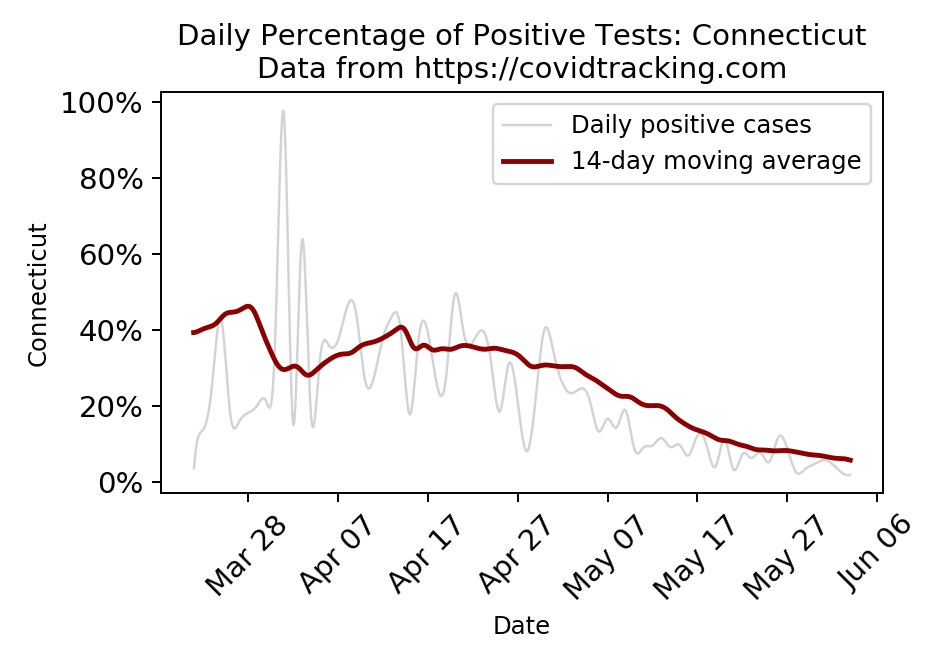 Daily Percentage of Positive Tests: Connecticut
Data from https://covidtracking.com
100%
80%
60%
40%
20%
0%
Connecticut
Daily positive cases
14-day moving average
Mar 28
Apr 07
Apr 17
Apr 27
May 07
May 17
May 27
Jun 06
Date